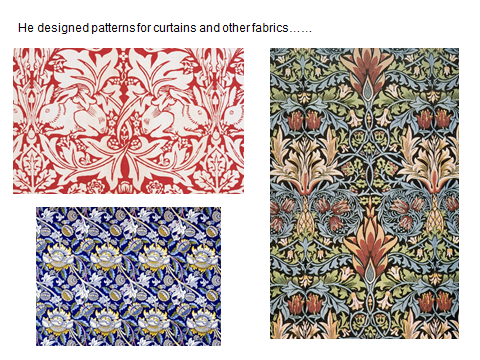 He designed patterns for curtains and other fabrics……